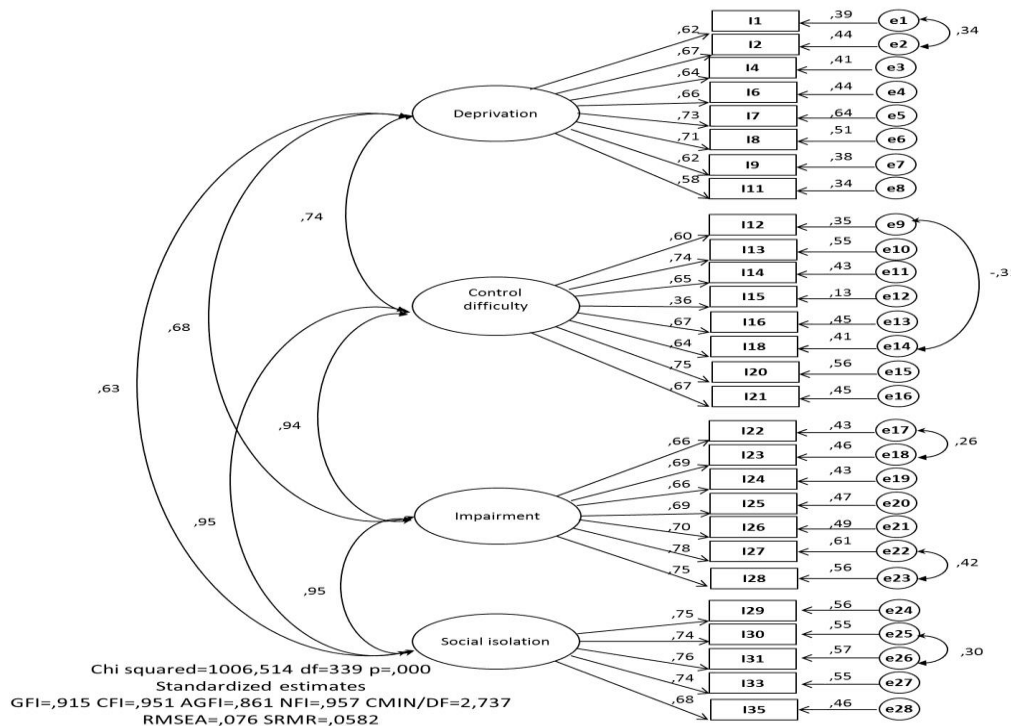 I1 ,39 e1
,62 ,34
I2 ,44 e2
,67
I4 ,41 e3
,64
I6 ,44 e4
,66
Deprivation
I7 ,64 e5
,73
I8 ,51 e6
,71
I9 ,38 e7
,62
I11 ,34 e8
,58
,74
I12 ,35 e9
,60
I13 ,55 e10
,74
I14 ,43 e11
,65
-,3
Control
difficulty
I15 ,13 e12
,36
I16 ,45 e13
,67
,68
I18 ,41 e14
,64
I20 ,56 e15
,75
,63
I21 ,45 e16
,67
,94
I22 ,43 e17
,66 ,26
I23 ,46 e18
,69
I24 ,43 e19
,66
I25 ,47 e20
,69
Impairment
,95
I26 ,49 e21
,70
I27 ,61 e22
,78 ,42
I28 ,56 e23
,75
,95
I29 ,56 e24
,75
I30 ,55 e25
,74
Social isolation
,30
I31 ,57 e26
,76
I33 ,55 e27
,74
I35 ,46 e28
,68
Chi squared=1006,514 df=339 p=,000
Standardized estimates
GFI=,915 CFI=,951 AGFI=,861 NFI=,957 CMIN/DF=2,737
RMSEA=,076 SRMR=,0582